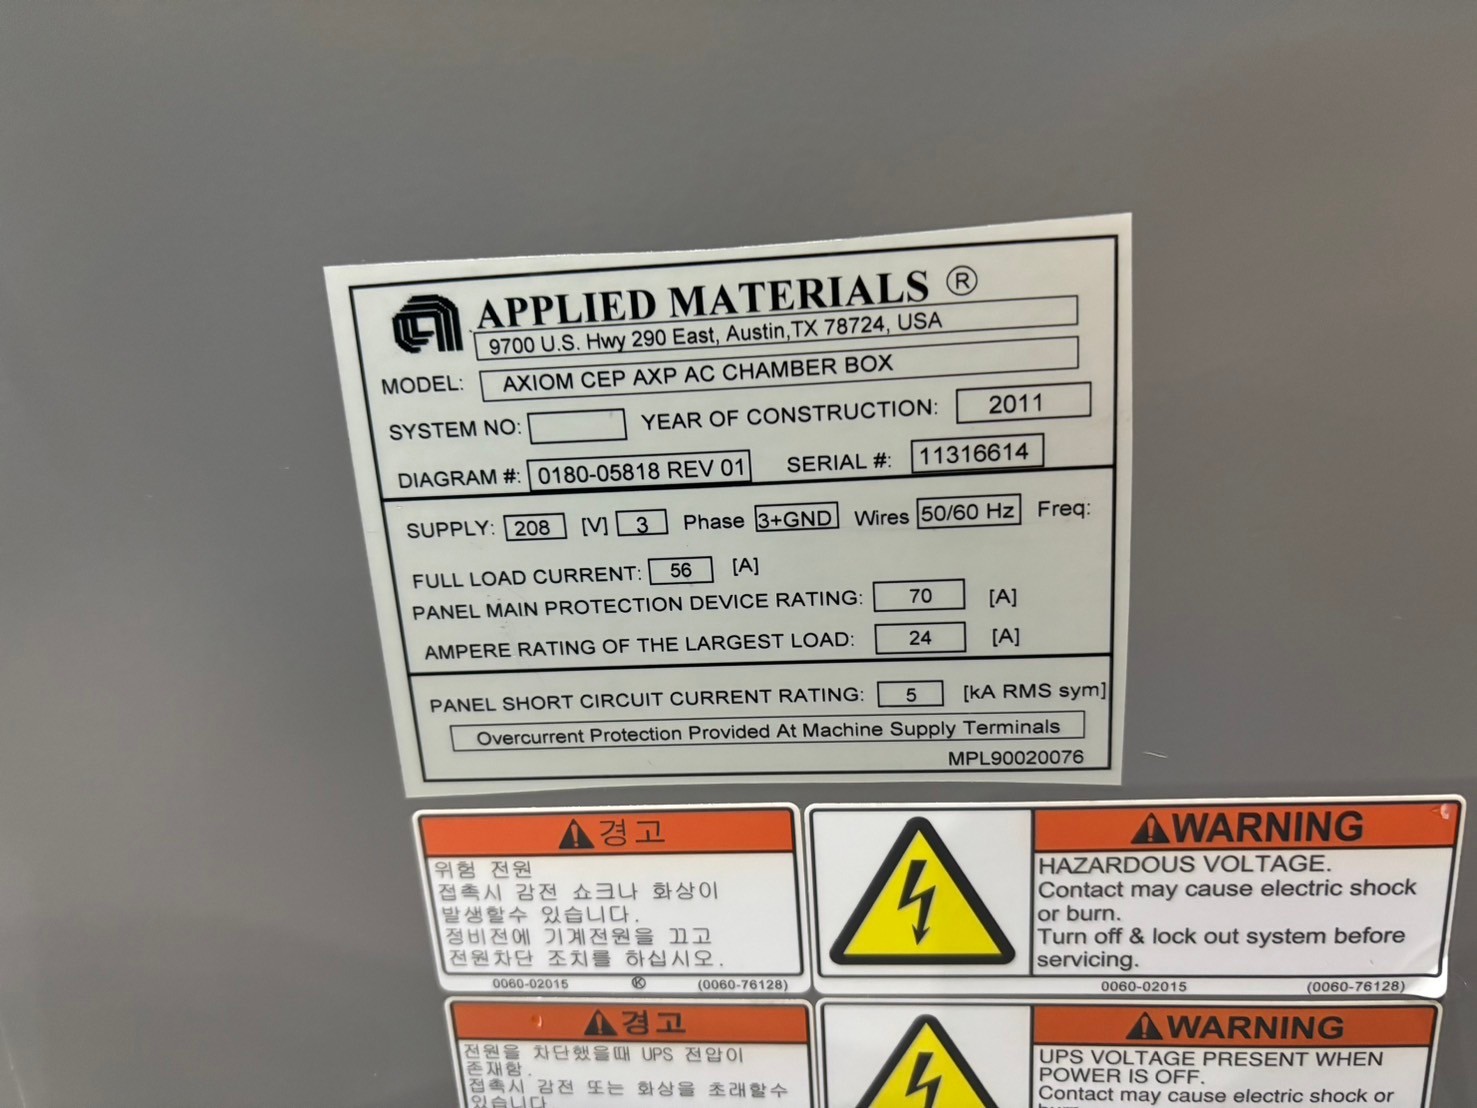 APPLIED MATERIALS ®
9700 U.S. Hwy 290 East, Austin,TX 78724, USA
MODEL: AXIOM CEP AXP AC CHAMBER BOX
SYSTEM NO: YEAR OF CONSTRUCTION: 2011
DIAGRAM #: 0180-05818 REV 01 SERIAL #: 11316614
SUPPLY: 208 [V] 3 Phase 3+GND Wires 50/60 Hz Freq:
FULL LOAD CURRENT: 56 [A]
PANEL MAIN PROTECTION DEVICE RATING: 70 [A]
AMPERE RATING OF THE LARGEST LOAD: 24 [A]
PANEL SHORT CIRCUIT CURRENT RATING: 5 [kA RMS sym]
Overcurrent Protection Provided At Machine Supply Terminals
MPL90020076
경고
위험 전원
접촉시 감전 쇼크나 화상이
발생할수 있습니다.
정비전에 기계전원을 끄고
전원차단 조치를 하십시오.
0060-02015 Ⓚ (0060-76128)
WARNING
HAZARDOUS VOLTAGE.
Contact may cause electric shock
or burn.
Turn off & lock out system before
servicing.
0060-02015 (0060-76128)
경고
전원을 차단했을때 UPS 전압이
존재함.
접촉시 감전 또는 화상을 초래할수
있습니다
WARNING
UPS VOLTAGE PRESENT WHEN
POWER IS OFF.
Contact may cause electric shock or